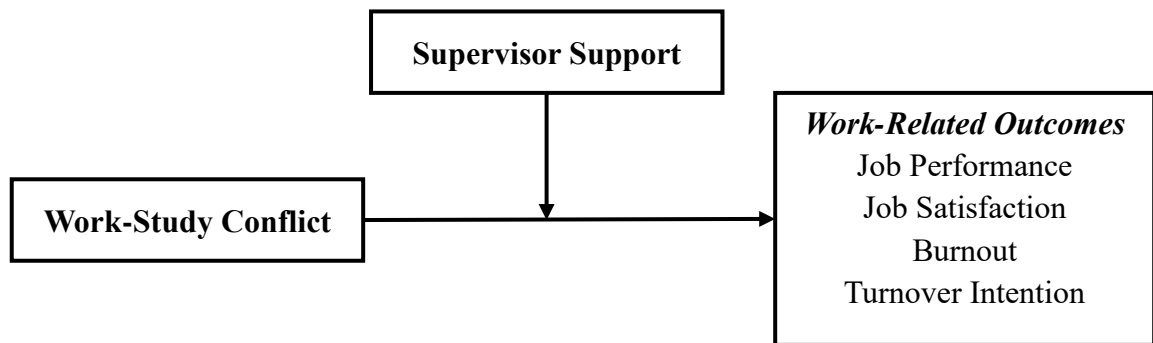 Supervisor Support
Work-Study Conflict
Work-Related Outcomes
Job Performance
Job Satisfaction
Burnout
Turnover Intention